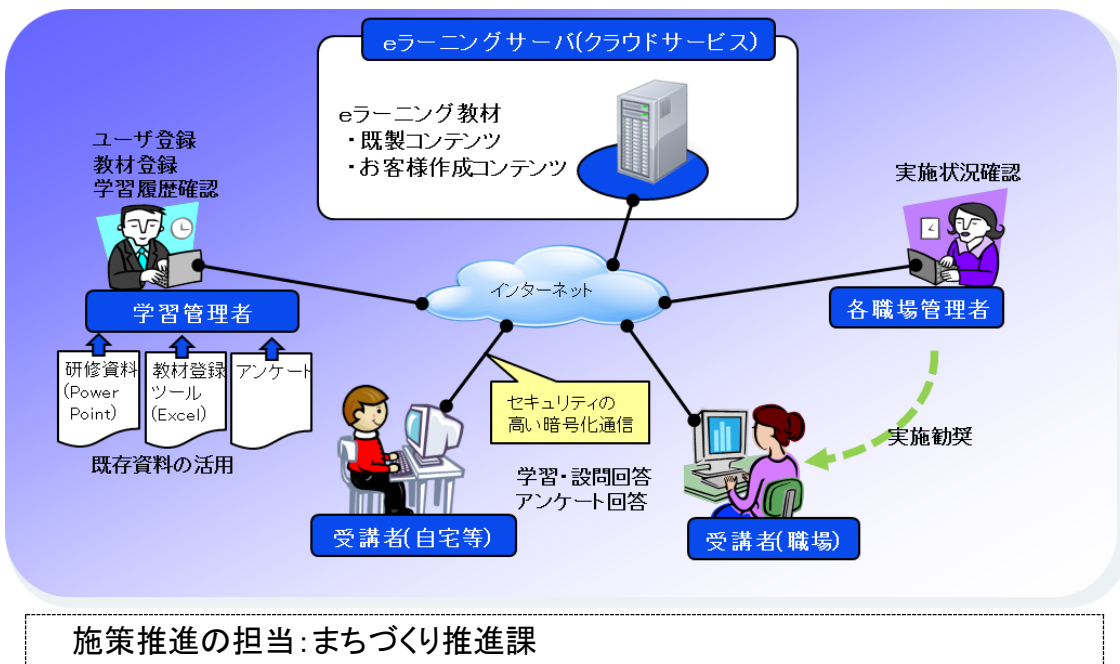 eラーニングサーバ(クラウドサービス)
eラーニング教材
・既製コンテンツ
・お客様作成コンテンツ
ユーザ登録
教材登録
学習履歴確認
実施状況確認
インターネット
学習管理者
各職場管理者
研修資料
(Power
Point)
教材登録
ツール
(Excel)
アンケート
既存資料の活用
セキュリティの
高い暗号化通信
実施勧奨
学習・設問回答
アンケート回答
受講者(自宅等)
受講者(職場)
施策推進の担当：まちづくり推進課